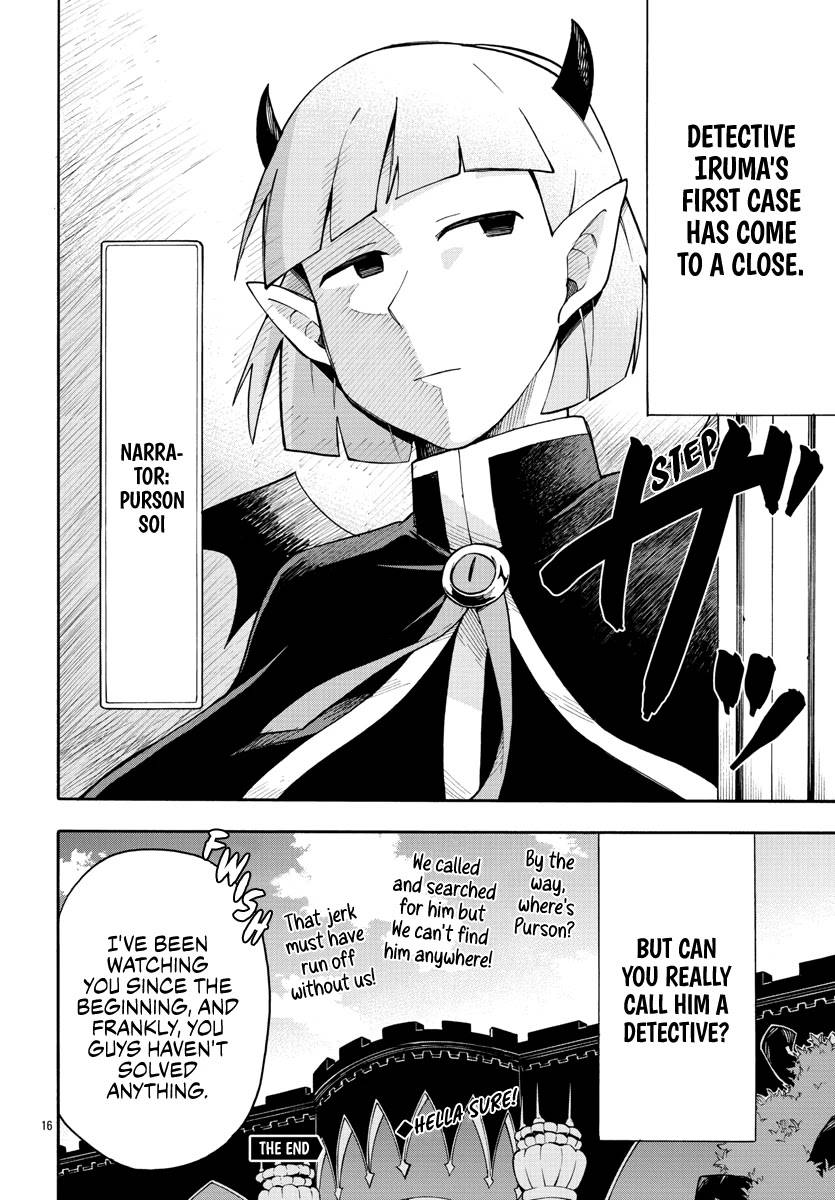 DETECTIVE
IRUMA'S
FIRST CASE
HAS COME
TO A CLOSE.
STEP
ザッ
NARRA-
TOR:
PURSON
SOI
BUT CAN
YOU REALLY
CALL HIM A
DETECTIVE?
By the
way,
where's
Purson?
We called
and searched
for him but
We can't find
him anywhere!
That jerk
must have
run off
without us!
FWISH
I'VE BEEN
WATCHING
YOU SINCE THE
BEGINNING, AND
FRANKLY, YOU
GUYS HAVEN'T
SOLVED
ANYTHING.
◆HELLA SURE!
THE END
16